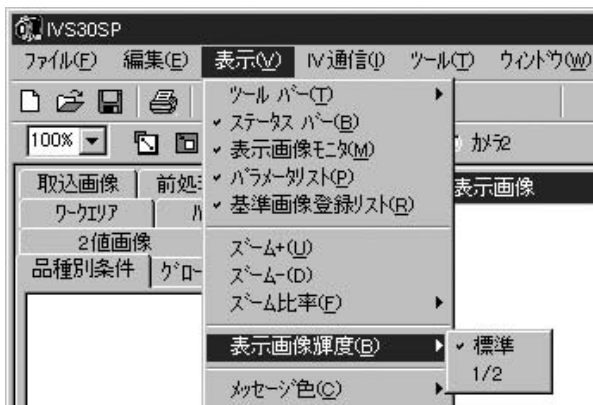 IVS30SP
ファイル(F) 編集(E) 表示(V) IV通信(I) ツール(T) ウィンドウ(W)
ツール バー(T)
ステータス バー(B)
100%
表示画像モニタ(M)
カメラ2
パラメータリスト(P)
取込画像
表示画像
基準画像登録リスト(R)
ワークエリア
2値画像
ズーム+(U)
品種別条件
ズーム-(D)
ズーム比率(F)
表示画像輝度(B)
標準
1/2
メッセージ色(C)